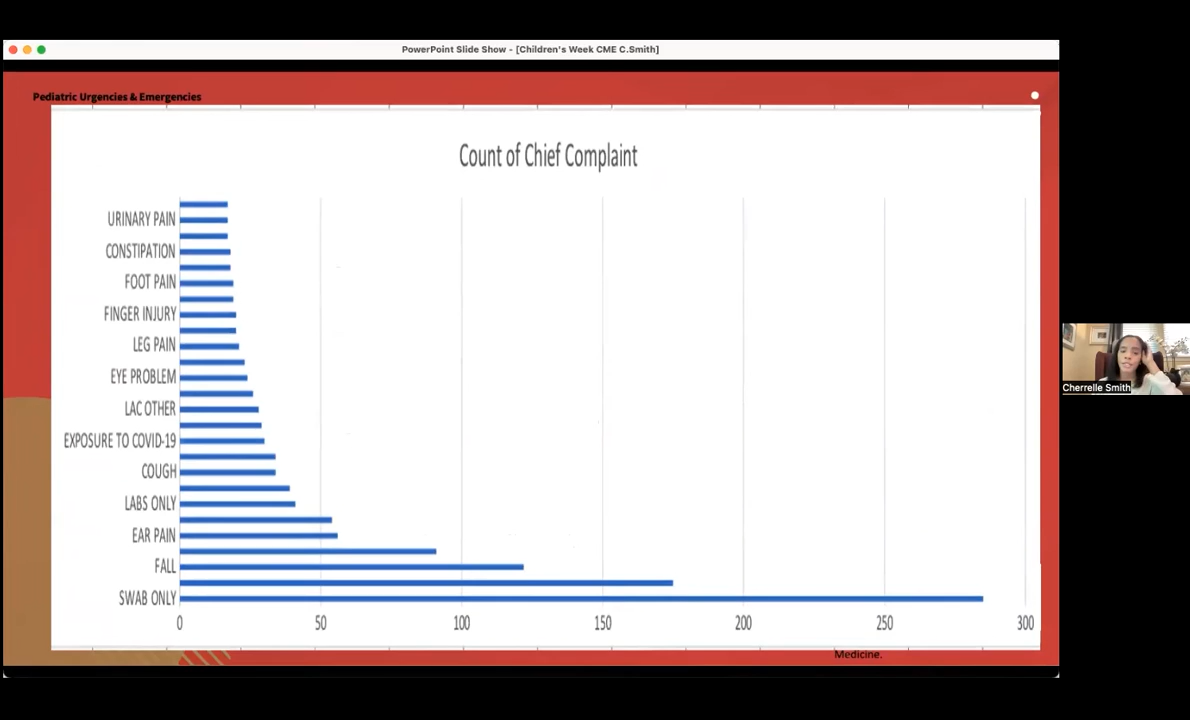 PowerPoint Slide Show - [Children's Week CME C.Smith]
Pediatric Urgencies & Emergencies
Count of Chief Complaint
URINARY PAIN
CONSTIPATION
FOOT PAIN
FINGER INJURY
LEG PAIN
EYE PROBLEM
LAC OTHER
EXPOSURE TO COVID-19
COUGH
LABS ONLY
EAR PAIN
FALL
SWAB ONLY
0 50 100 150 200 250 300
Medicine.
Cherrelle Smith